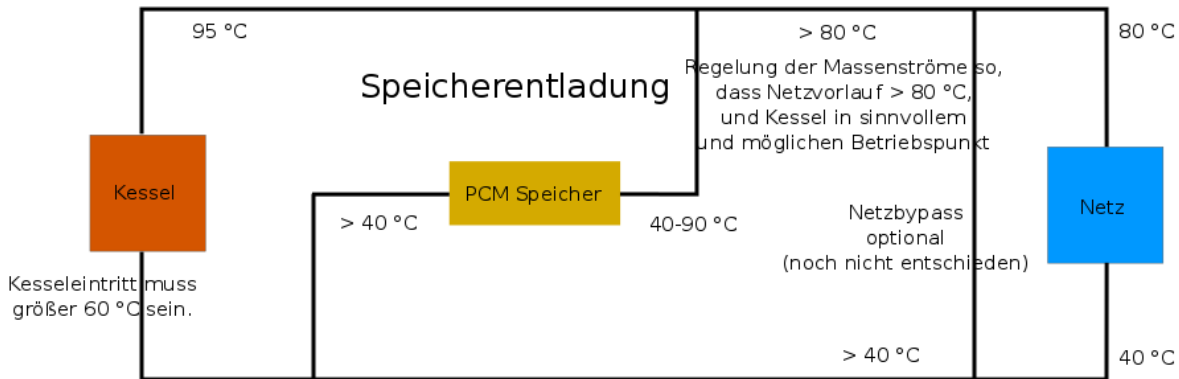 95 °C
> 80 °C
80 °C
Speicherentladung
Regelung der Massenströme so,
dass Netzvorlauf > 80 °C,
und Kessel in sinnvollem
und möglichen Betriebspunkt
Kessel
PCM Speicher
Netz
> 40 °C
40-90 °C
Netzbypass
optional
(noch nicht entschieden)
Kesseleintritt muss
größer 60 °C sein.
> 40 °C
40 °C